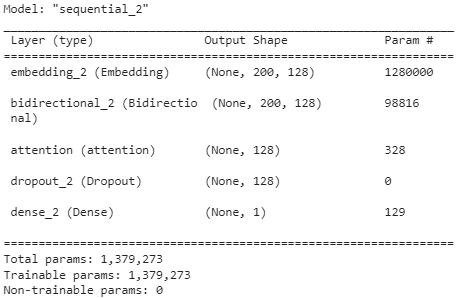 Model: "sequential_2"
_________________________________________________________________
Layer (type)                Output Shape              Param #
=================================================================
embedding_2 (Embedding)     (None, 200, 128)          1280000
bidirectional_2 (Bidirectio  (None, 200, 128)         98816
nal)
attention (attention)       (None, 128)               328
dropout_2 (Dropout)         (None, 128)               0
dense_2 (Dense)             (None, 1)                 129
=================================================================
Total params: 1,379,273
Trainable params: 1,379,273
Non-trainable params: 0